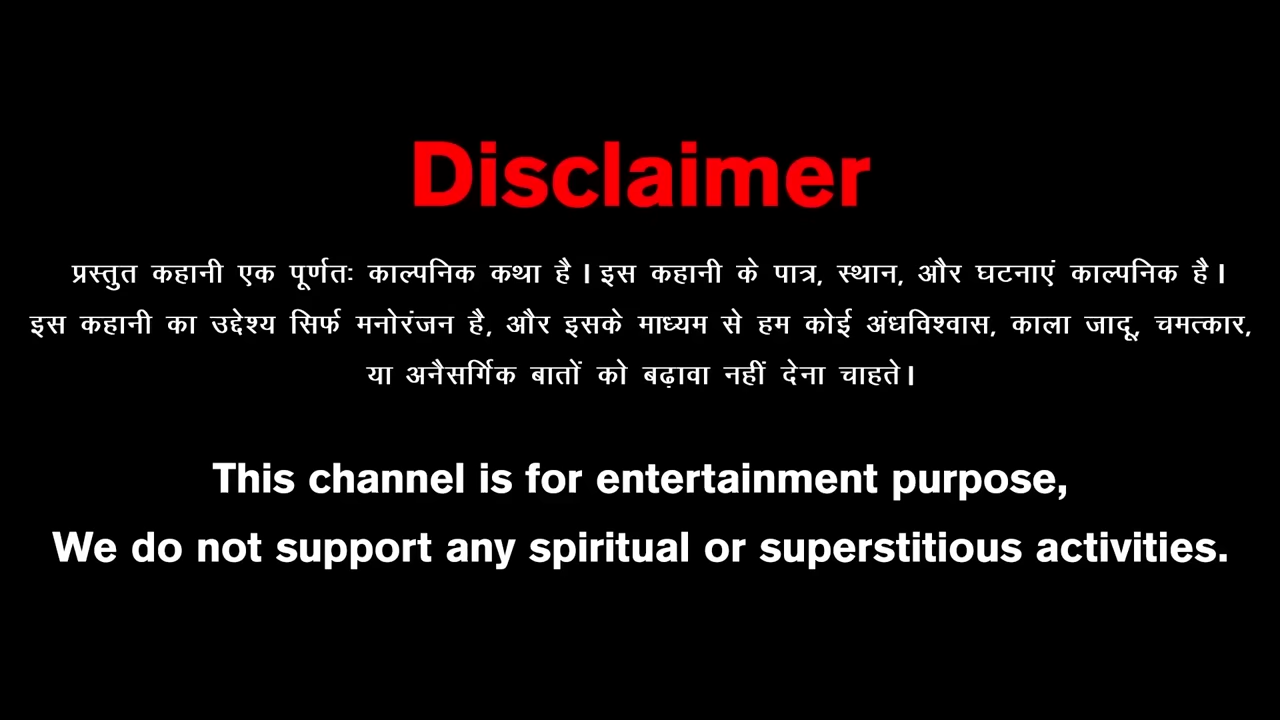 Disclaimer
प्रस्तुत कहानी एक पूर्णतः काल्पनिक कथा है । इस कहानी के पात्र, स्थान, और घटनाएं काल्पनिक है ।
इस कहानी का उद्देश्य सिर्फ मनोरंजन है, और इसके माध्यम से हम कोई अंधविश्वास, काला जादू, चमत्कार,
या अनैसर्गिक बातों को बढ़ावा नहीं देना चाहते ।
This channel is for entertainment purpose,
We do not support any spiritual or superstitious activities.